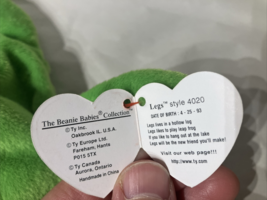 The Beanie Babies® Collection
© Ty Inc.
Oakbrook IL, U.S.A.
© Ty Europe Ltd.
Fareham, Hants
PO15 5TX
© Ty Canada
Aurora, Ontario
Handmade in China
Legs™ style 4020
DATE OF BIRTH : 4 - 25 - 93
Legs lives in a hollow log
Legs likes to play leap frog
If you like to hang out at the lake
Legs will be the new friend you'll make!
Visit our web page!!!
http://www.ty.com